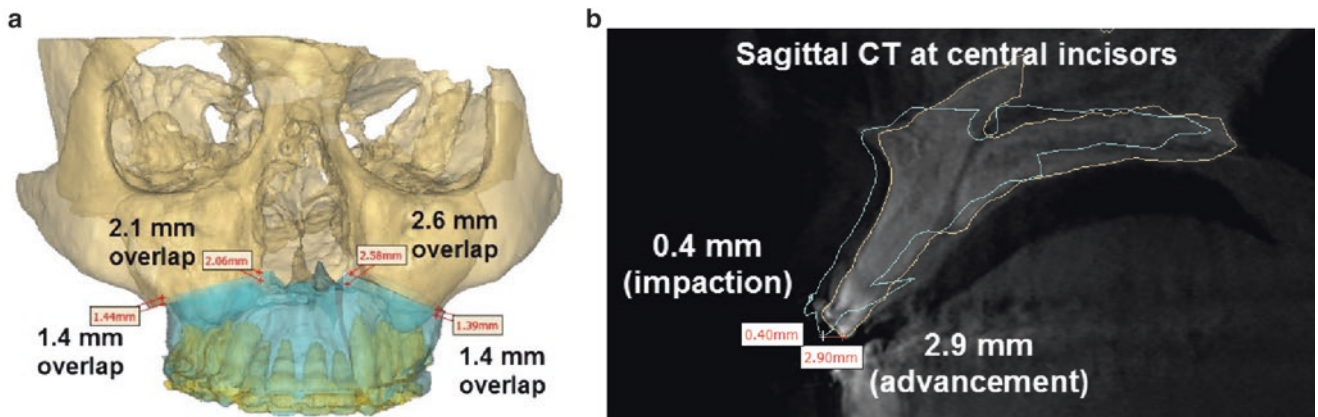 a
2.1 mm
overlap
2.06mm
2.6 mm
overlap
2.58mm
1.44mm
1.39mm
1.4 mm
overlap
1.4 mm
overlap
b
Sagittal CT at central incisors
0.4 mm
(impaction)
0.40mm
2.90mm
2.9 mm
(advancement)